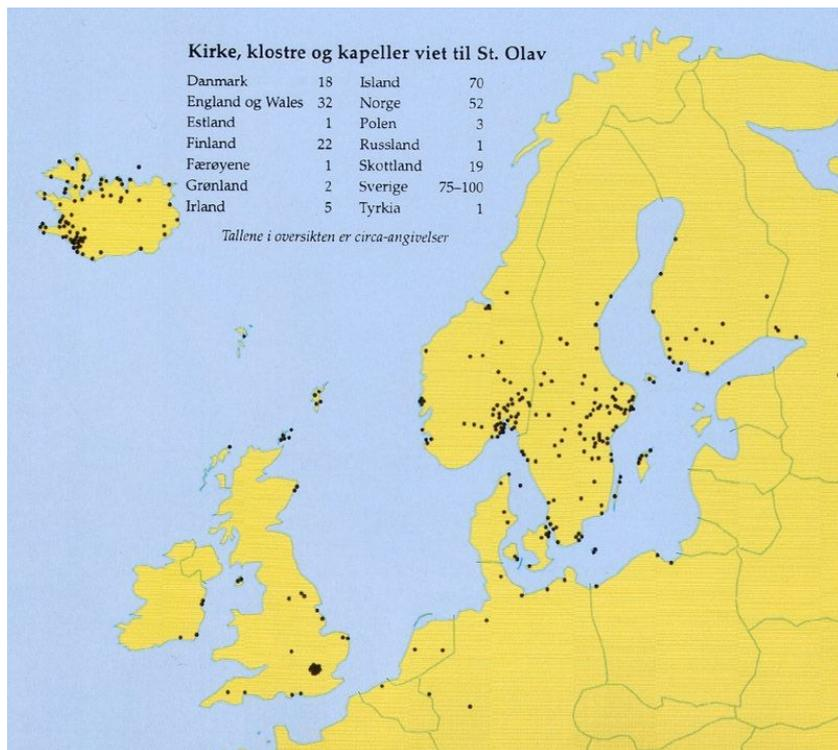 Kirke, klostre og kapeller viet til St. Olav
Danmark 18 Island 70
England og Wales 32 Norge 52
Estland 1 Polen 3
Finland 22 Russland 1
Færøyene 1 Skottland 19
Grønland 2 Sverige 75–100
Irland 5 Tyrkia 1
Tallene i oversikten er circa-angivelser